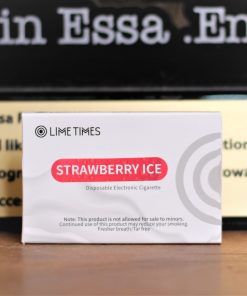 in Essa .En
LIME TIMES
STRAWBERRY ICE
Disposable Electronic Cigarette
Note: This product is not allowed for sale to minors.
Continued use of this product may reduce your smoking.
Fresher breath/Tar free